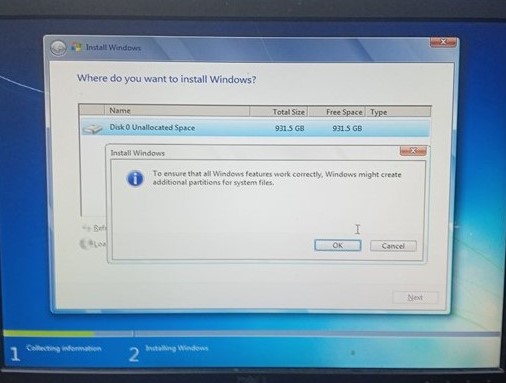 Install Windows
Where do you want to install Windows?
Name Total Size Free Space Type
Disk 0 Unallocated Space 931.5 GB 931.5 GB
Install Windows
To ensure that all Windows features work correctly, Windows might create
additional partitions for system files.
OK Cancel
Next
1 Collecting information 2 Installing Windows